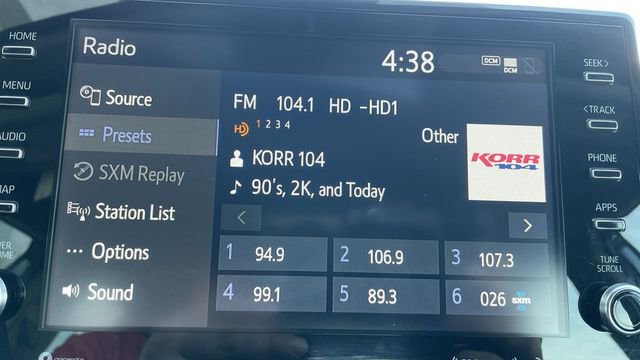 HOME
MENU
AUDIO
MAP
Radio
4:38
DCM
DCM
Source
Presets
SXM Replay
Station List
Options
Sound
FM 104.1 HD -HD1
HD 1 2 3 4
Other
KORR 104
90's, 2K, and Today
KORR
104
<
>
1 94.9
2 106.9
3 107.3
4 99.1
5 89.3
6 026 sxm
SEEK >
< TRACK
PHONE
APPS
TUNE
SCROLL